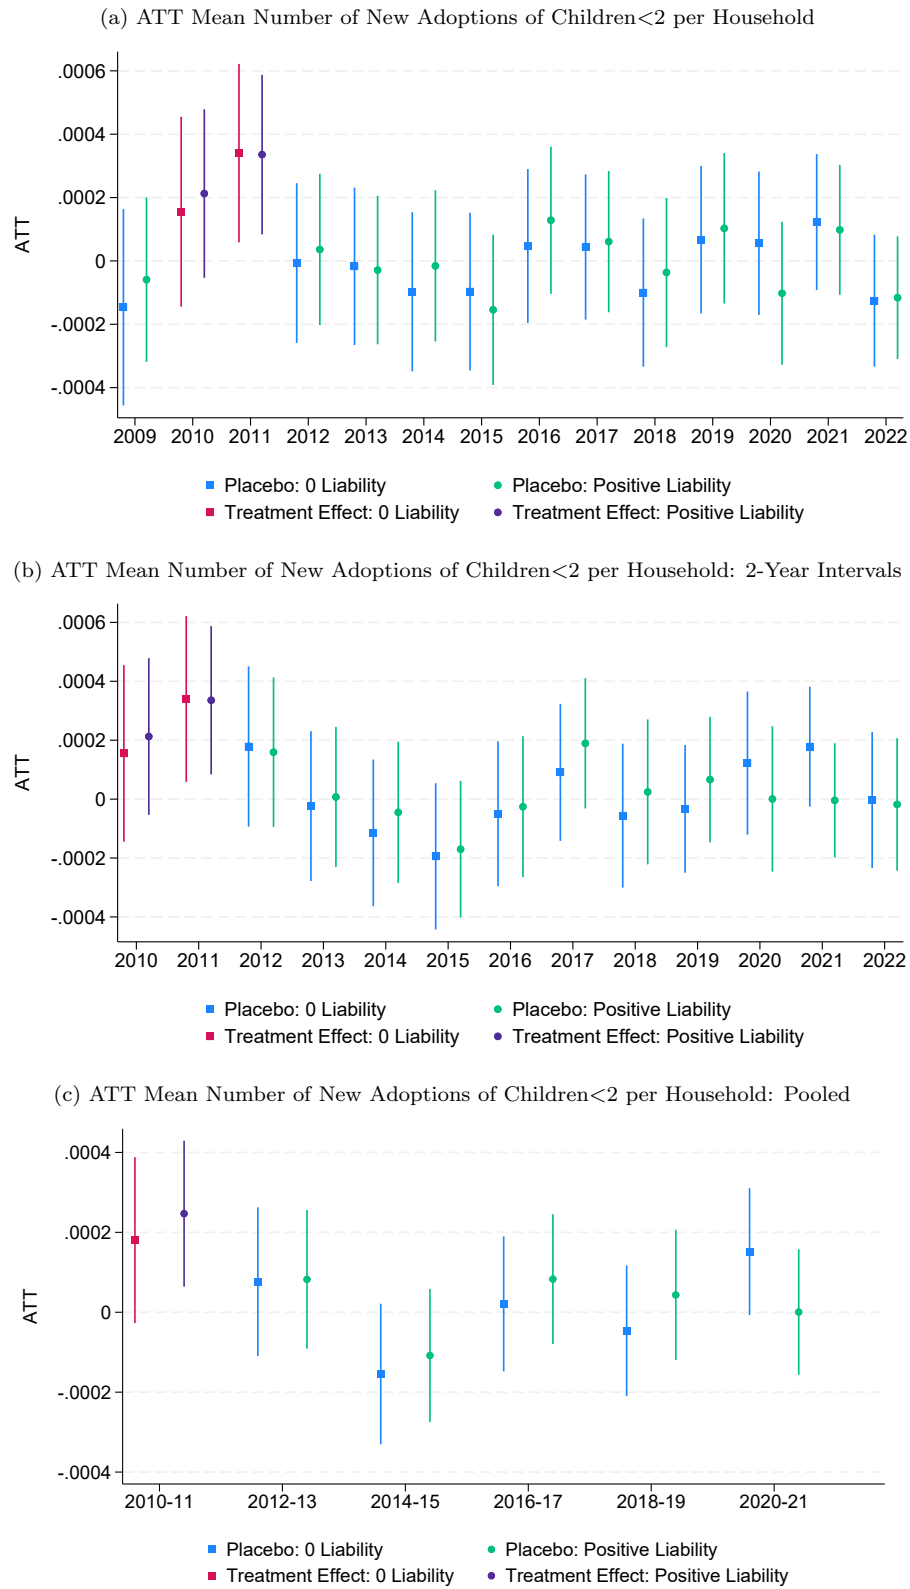 (a) ATT Mean Number of New Adoptions of Children<2 per Household
.0006
.0004
.0002
0
-.0002
-.0004
ATT
2009 2010 2011 2012 2013 2014 2015 2016 2017 2018 2019 2020 2021 2022
Placebo: 0 Liability Placebo: Positive Liability
Treatment Effect: 0 Liability Treatment Effect: Positive Liability
(b) ATT Mean Number of New Adoptions of Children<2 per Household: 2-Year Intervals
.0006
.0004
.0002
0
-.0002
-.0004
ATT
2010 2011 2012 2013 2014 2015 2016 2017 2018 2019 2020 2021 2022
Placebo: 0 Liability Placebo: Positive Liability
Treatment Effect: 0 Liability Treatment Effect: Positive Liability
(c) ATT Mean Number of New Adoptions of Children<2 per Household: Pooled
.0004
.0002
0
-.0002
-.0004
ATT
2010-11 2012-13 2014-15 2016-17 2018-19 2020-21
Placebo: 0 Liability Placebo: Positive Liability
Treatment Effect: 0 Liability Treatment Effect: Positive Liability